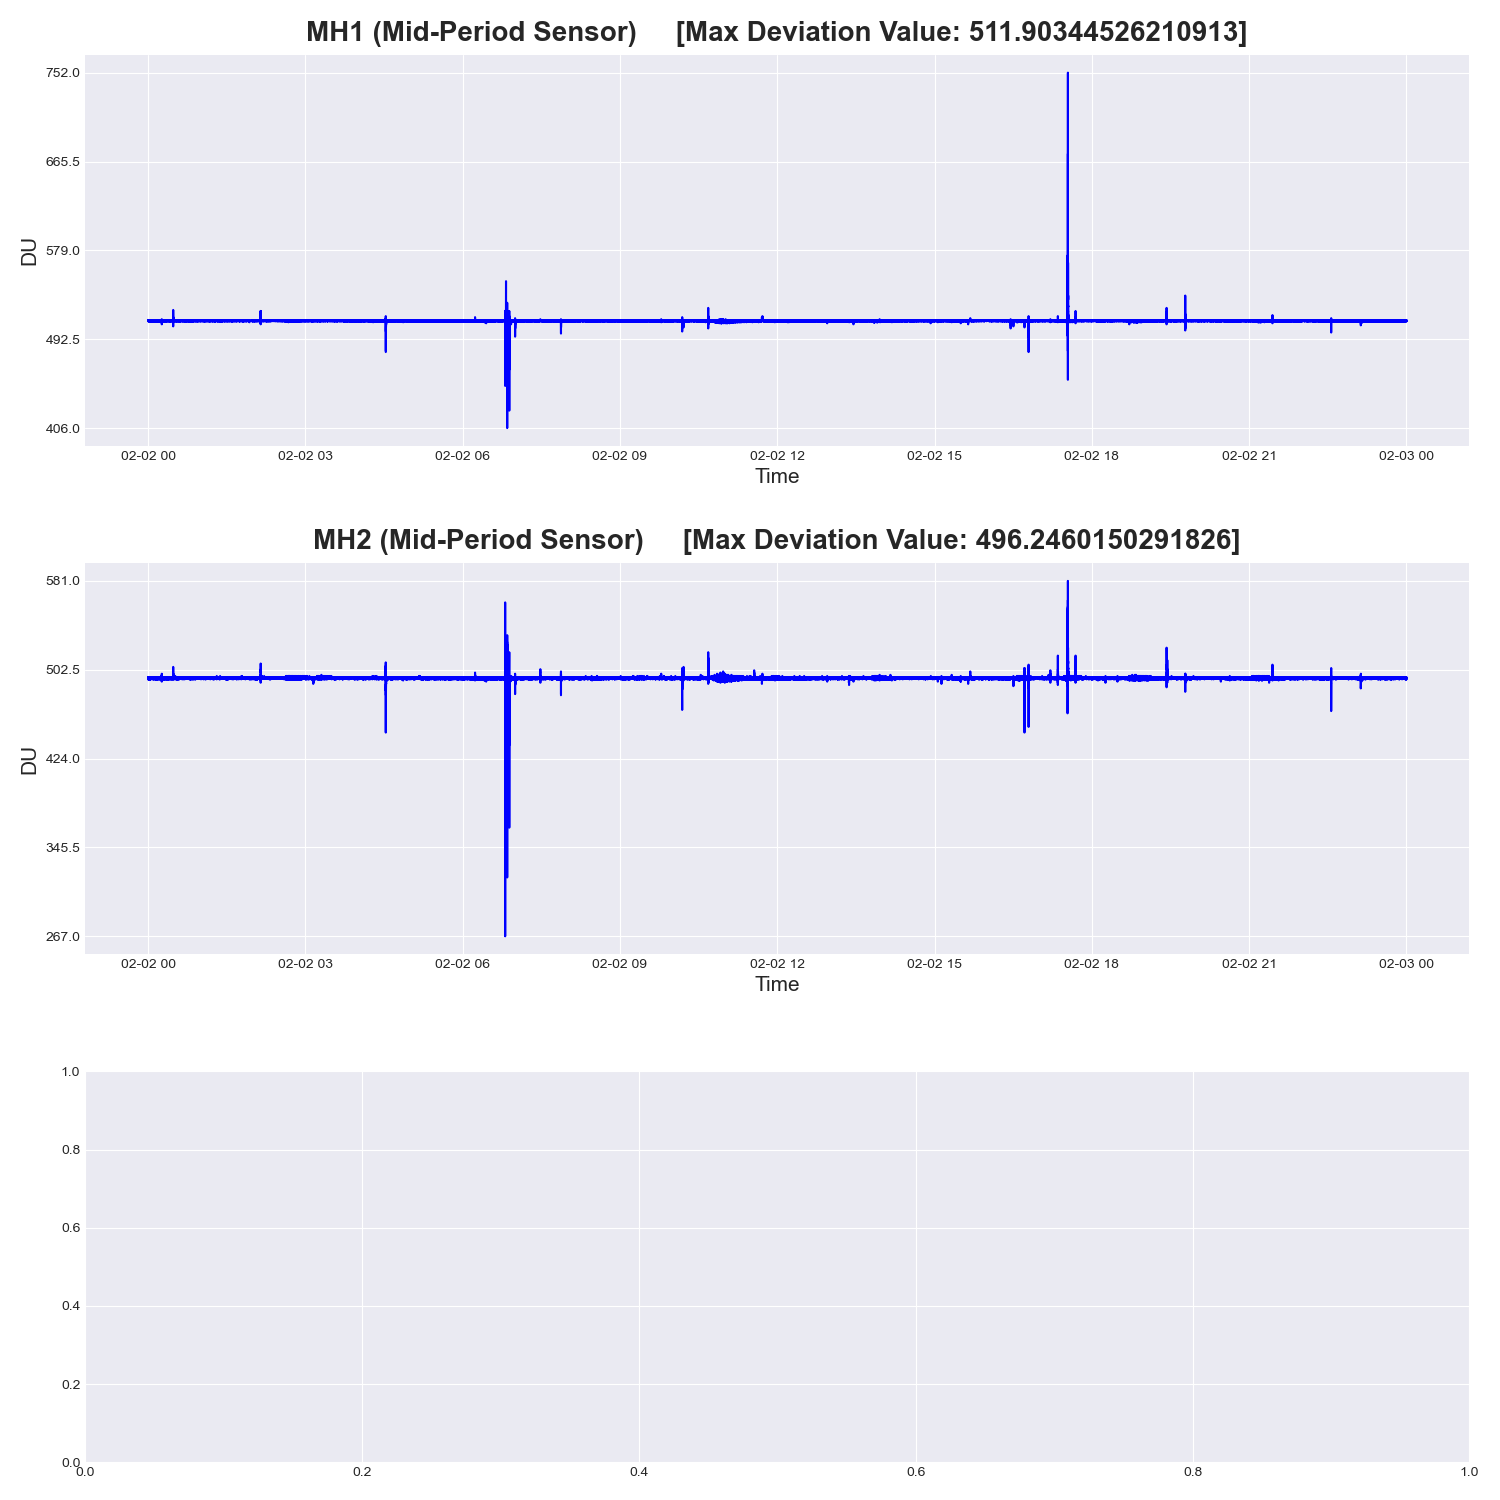 MH1 (Mid-Period Sensor) [Max Deviation Value: 511.90344526210913]
752.0
665.5
579.0
492.5
406.0
DU
02-02 00 02-02 03 02-02 06 02-02 09 02-02 12 02-02 15 02-02 18 02-02 21 02-03 00
Time
MH2 (Mid-Period Sensor) [Max Deviation Value: 496.2460150291826]
581.0
502.5
424.0
345.5
267.0
DU
02-02 00 02-02 03 02-02 06 02-02 09 02-02 12 02-02 15 02-02 18 02-02 21 02-03 00
Time
1.0
0.8
0.6
0.4
0.2
0.0
0.0 0.2 0.4 0.6 0.8 1.0